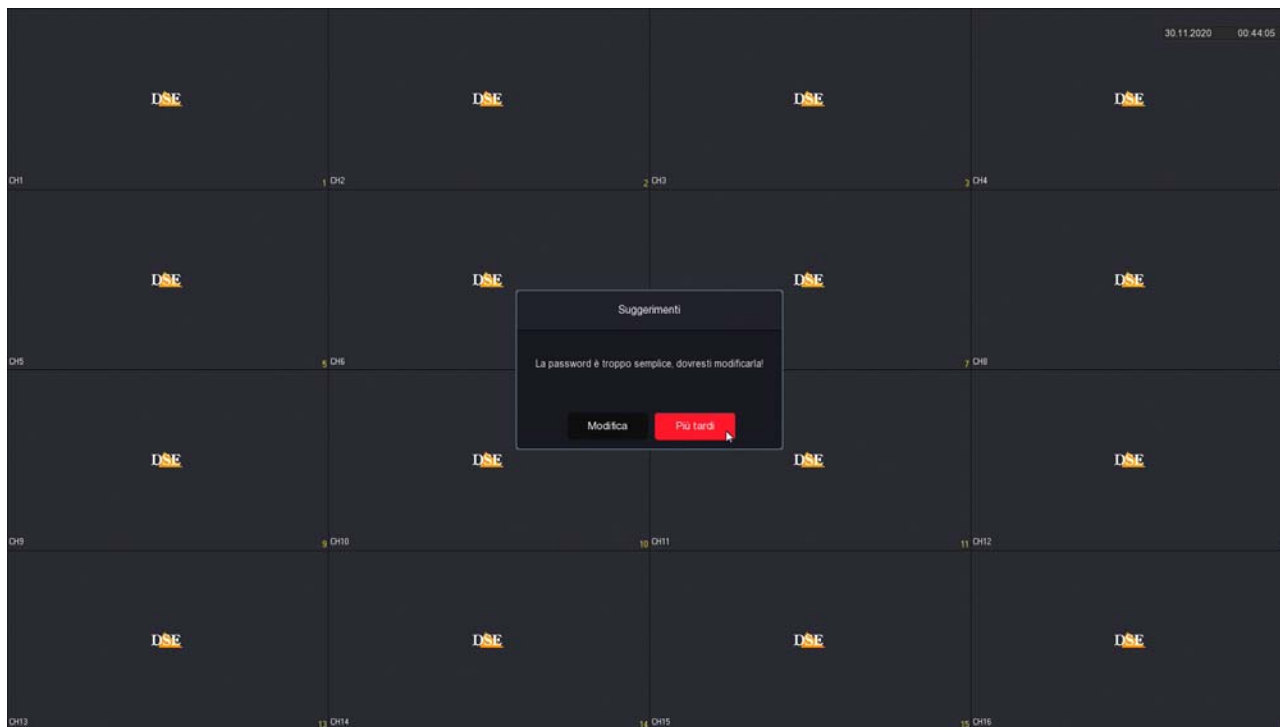 30.11.2020 00:44:05
DSE DSE DSE DSE
CH1 1 CH2 2 CH3 3 CH4
DSE DSE DSE DSE
Suggerimenti
La password è troppo semplice, dovresti modificarla!
CH5 5 CH6 7 CH8
Modifica Più tardi
DSE DSE DSE DSE
CH9 9 CH10 10 CH11 11 CH12
DSE DSE DSE DSE
CH13 13 CH14 14 CH15 15 CH16